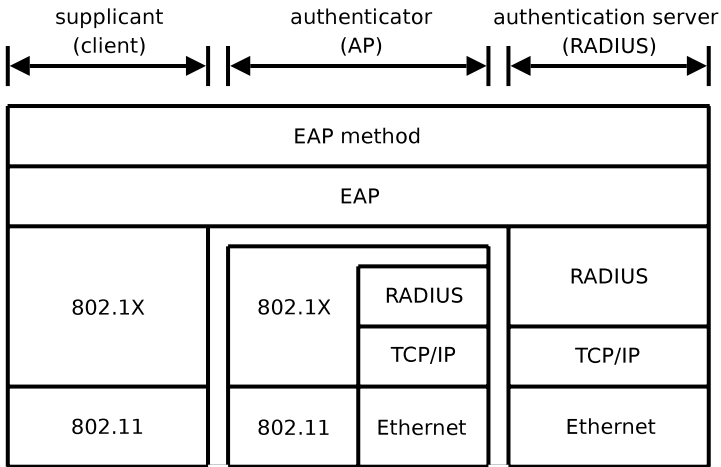 supplicant
(client)
authenticator
(AP)
authentication server
(RADIUS)
EAP method
EAP
802.1X
802.1X
RADIUS
RADIUS
TCP/IP
TCP/IP
802.11
802.11
Ethernet
Ethernet